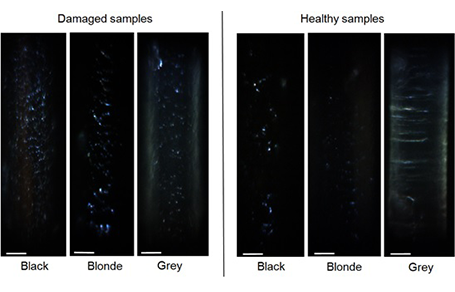 Damaged samples
Healthy samples
Black
Blonde
Grey
Black
Blonde
Grey